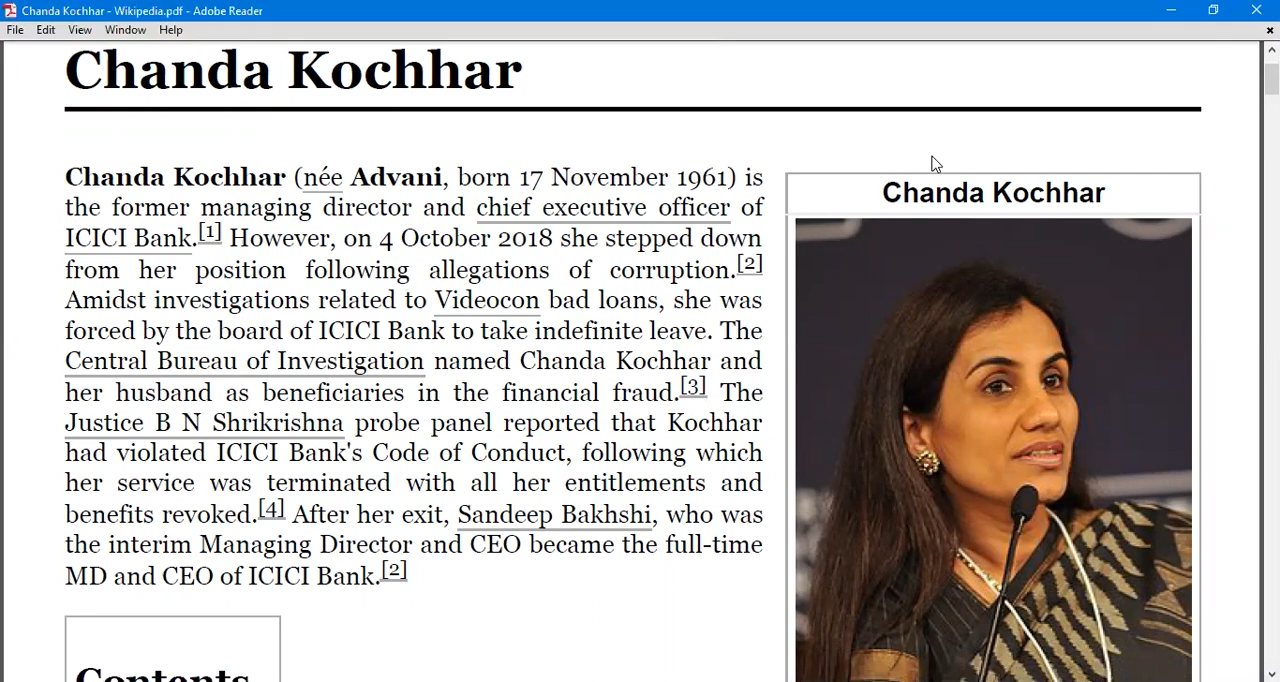 Chanda Kochhar - Wikipedia.pdf - Adobe Reader
File Edit View Window Help
Chanda Kochhar
Chanda Kochhar (née Advani, born 17 November 1961) is
the former managing director and chief executive officer of
ICICI Bank.[1] However, on 4 October 2018 she stepped down
from her position following allegations of corruption.[2]
Amidst investigations related to Videocon bad loans, she was
forced by the board of ICICI Bank to take indefinite leave. The
Central Bureau of Investigation named Chanda Kochhar and
her husband as beneficiaries in the financial fraud.[3] The
Justice B N Shrikrishna probe panel reported that Kochhar
had violated ICICI Bank's Code of Conduct, following which
her service was terminated with all her entitlements and
benefits revoked.[4] After her exit, Sandeep Bakhshi, who was
the interim Managing Director and CEO became the full-time
MD and CEO of ICICI Bank.[2]
Chanda Kochhar
Contents